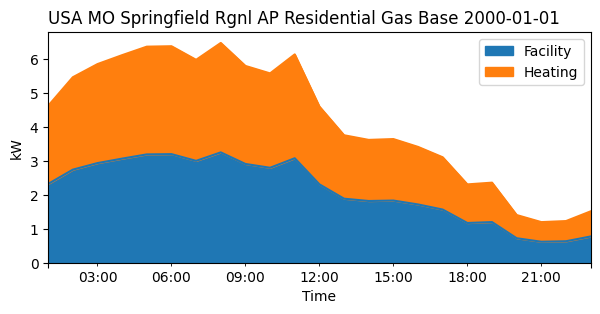 USA MO Springfield Rgnl AP Residential Gas Base 2000-01-01
Facility
Heating
kW
6
5
4
3
2
1
0
03:00 06:00 09:00 12:00 15:00 18:00 21:00
Time